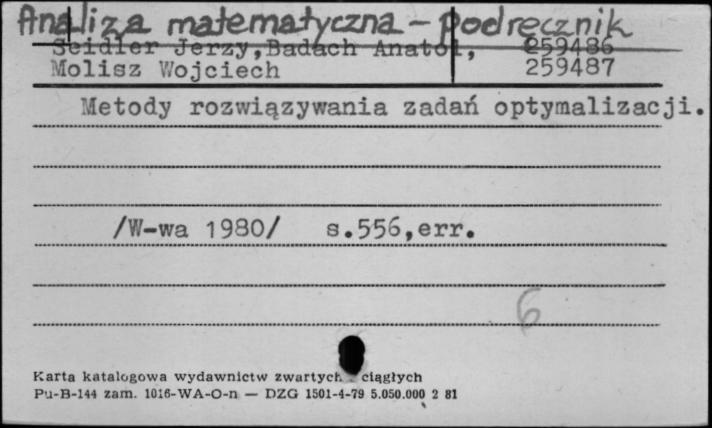 Analiza matematyczna - podręcznik
Seidler Jerzy, Badach Anatol, 259486
Molisz Wojciech 259487
Metody rozwiązywania zadań optymalizacji.
/W-wa 1980/ s.556,err.
6
Karta katalogowa wydawnictw zwartych ciągłych
Pu-B-144 zam. 1016-WA-O-n — DZG 1501-4-79 5.050.000 2 81